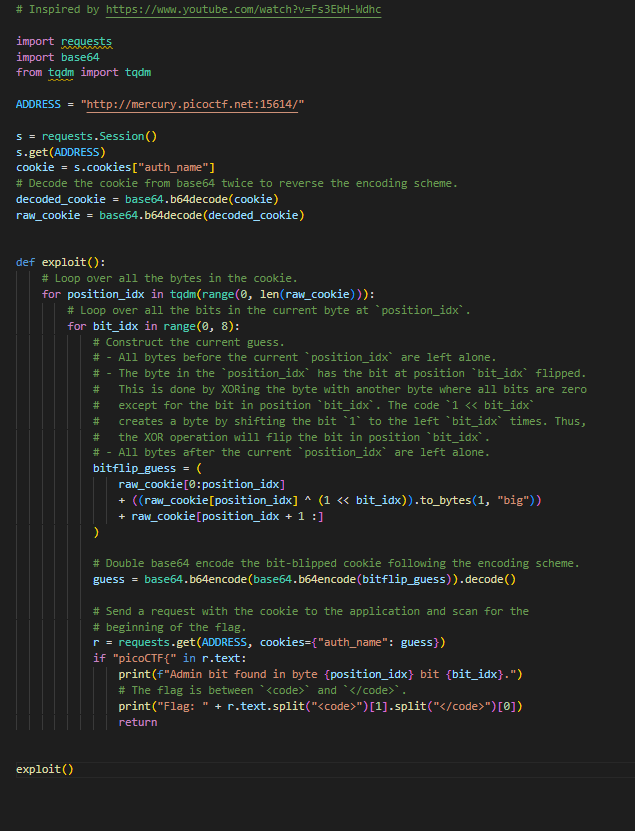 # Inspired by https://www.youtube.com/watch?v=Fs3EbH-Wdhc
import requests
import base64
from tqdm import tqdm
ADDRESS = "http://mercury.picoctf.net:15614/"
s = requests.Session()
s.get(ADDRESS)
cookie = s.cookies["auth_name"]
# Decode the cookie from base64 twice to reverse the encoding scheme.
decoded_cookie = base64.b64decode(cookie)
raw_cookie = base64.b64decode(decoded_cookie)
def exploit():
    # Loop over all the bytes in the cookie.
    for position_idx in tqdm(range(0, len(raw_cookie))):
        # Loop over all the bits in the current byte at `position_idx`.
        for bit_idx in range(0, 8):
            # Construct the current guess.
            # - All bytes before the current `position_idx` are left alone.
            # - The byte in the `position_idx` has the bit at position `bit_idx` flipped.
            #   This is done by XORing the byte with another byte where all bits are zero
            #   except for the bit in position `bit_idx`. The code `1 << bit_idx`
            #   creates a byte by shifting the bit `1` to the left `bit_idx` times. Thus,
            #   the XOR operation will flip the bit in position `bit_idx`.
            # - All bytes after the current `position_idx` are left alone.
            bitflip_guess = (
                raw_cookie[0:position_idx]
                + ((raw_cookie[position_idx] ^ (1 << bit_idx)).to_bytes(1, "big"))
                + raw_cookie[position_idx + 1 :]
            )
            # Double base64 encode the bit-blipped cookie following the encoding scheme.
            guess = base64.b64encode(base64.b64encode(bitflip_guess)).decode()
            # Send a request with the cookie to the application and scan for the
            # beginning of the flag.
            r = requests.get(ADDRESS, cookies={"auth_name": guess})
            if "picoCTF{" in r.text:
                print(f"Admin bit found in byte {position_idx} bit {bit_idx}.")
                # The flag is between `<code>` and `</code>`.
                print("Flag: " + r.text.split("<code>")[1].split("</code>")[0])
                return
exploit()